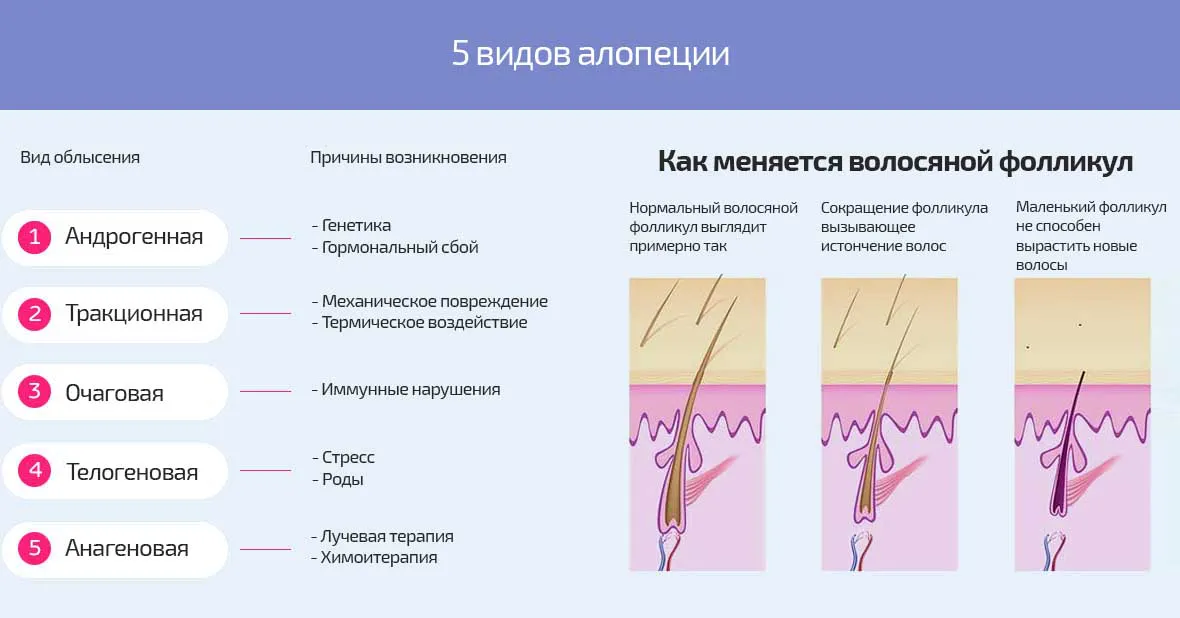 5 видов алопеции
Вид облысения
Причины возникновения
1 Андрогенная
- Генетика
- Гормональный сбой
2 Тракционная
- Механическое повреждение
- Термическое воздействие
3 Очаговая
- Иммунные нарушения
4 Телогеновая
- Стресс
- Роды
5 Анагеновая
- Лучевая терапия
- Химоитерапия
Как меняется волосяной фолликул
Нормальный волосяной
фолликул выглядит
примерно так
Сокращение фолликула
вызывающее
истончение волос
Маленький фолликул
не способен
вырастить новые
волосы